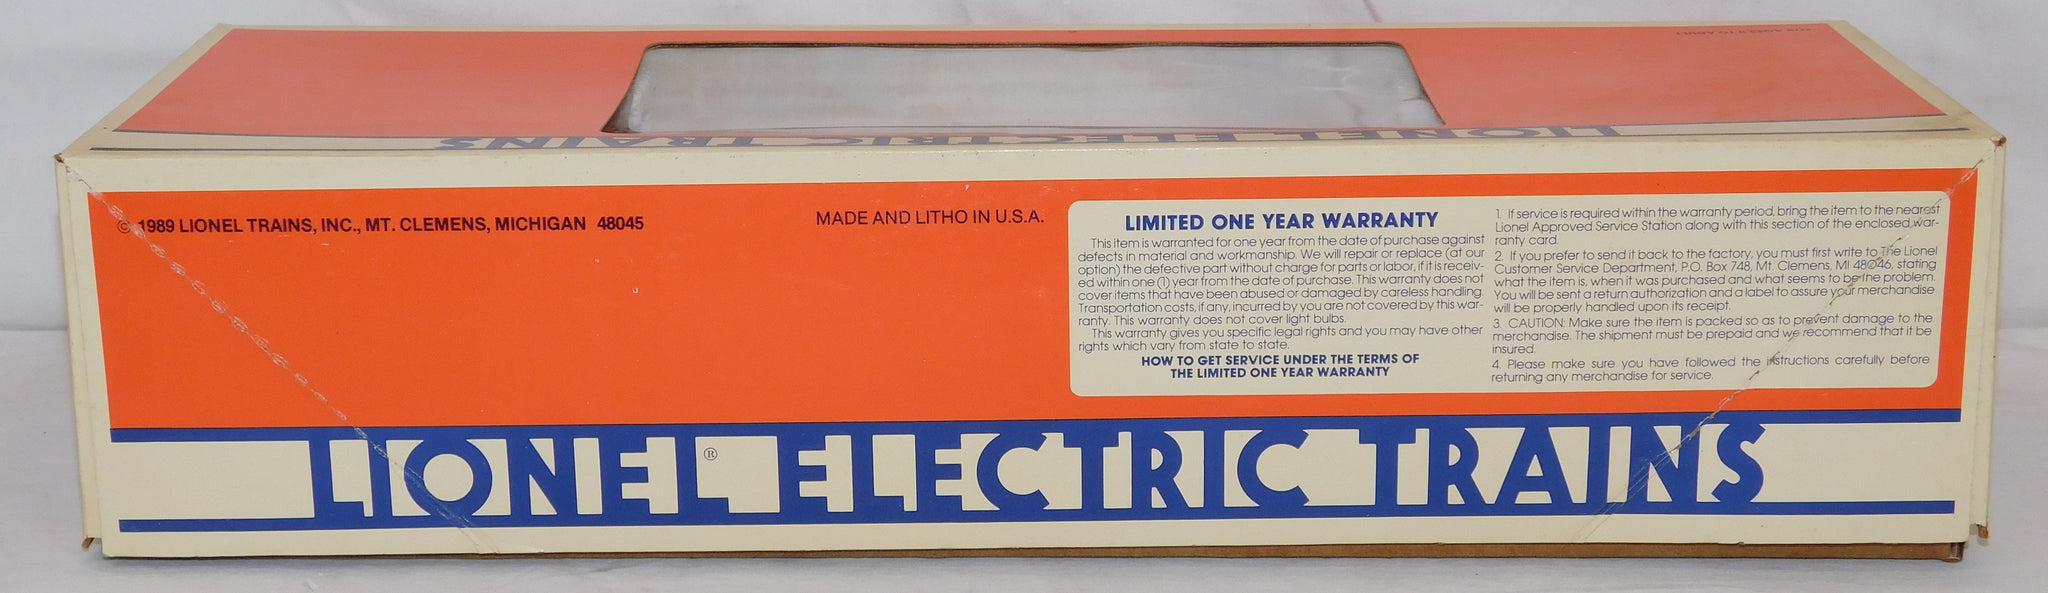 FOR AGES 8 TO ADULT
LIONEL ELECTRIC TRAINS
© 1989 LIONEL TRAINS, INC., MT. CLEMENS, MICHIGAN 48045
MADE AND LITHO IN U.S.A.
LIMITED ONE YEAR WARRANTY
This item is warranted for one year from the date of purchase against
defects in material and workmanship. We will repair or replace (at our
option) the defective part without charge for parts or labor, if it is receiv-
ed within one (1) year from the date of purchase. This warranty does not
cover items that have been abused or damaged by careless handling.
Transportation costs, if any, incurred by you are not covered by this war-
ranty. This warranty does not cover light bulbs.
This warranty gives you specific legal rights and you may have other
rights which vary from state to state.
HOW TO GET SERVICE UNDER THE TERMS OF
THE LIMITED ONE YEAR WARRANTY
1. If service is required within the warranty period, bring the item to the nearest
Lionel Approved Service Station along with this section of the enclosed war-
ranty card.
2. If you prefer to send it back to the factory, you must first write to The Lionel
Customer Service Department, P.O. Box 748, Mt. Clemens, MI 48046, stating
what the item is, when it was purchased and what seems to be the problem.
You will be sent a return authorization and a label to assure your merchandise
will be properly handled upon its receipt.
3. CAUTION: Make sure the item is packed so as to prevent damage to the
merchandise. The shipment must be prepaid and we recommend that it be
insured.
4. Please make sure you have followed the instructions carefully before
returning any merchandise for service.
LIONEL® ELECTRIC TRAINS